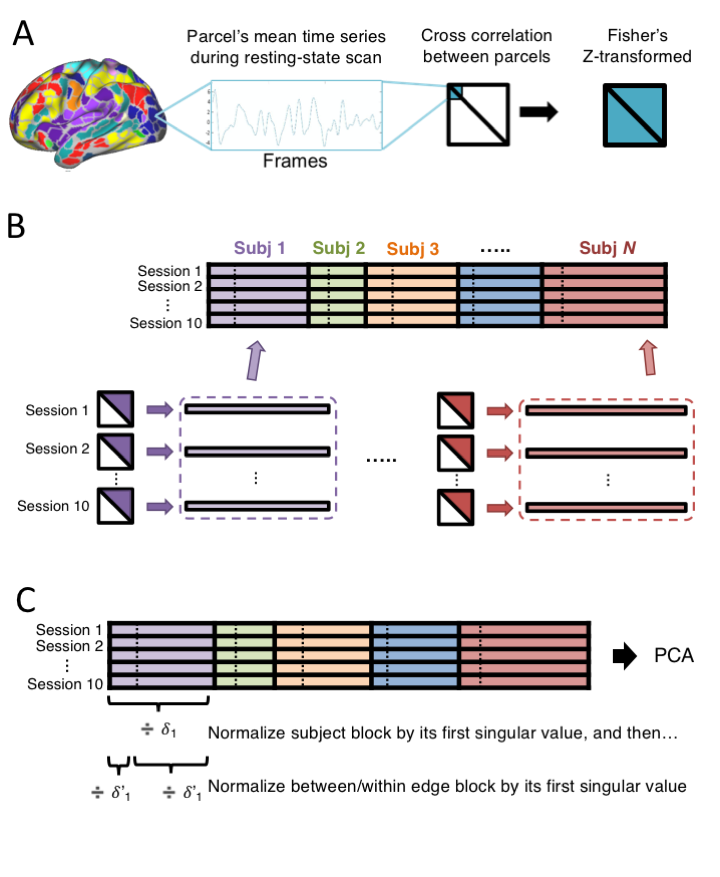 A
Parcel's mean time series
during resting-state scan
Cross correlation
between parcels
Fisher's
Z-transformed
Frames
B
Subj 1 Subj 2 Subj 3 ..... Subj N
Session 1
Session 2
⋮
Session 10
Session 1
Session 2
⋮
Session 10
.....
C
Session 1
Session 2
⋮
Session 10
PCA
÷ δ₁ Normalize subject block by its first singular value, and then…
÷ δ'₁ ÷ δ'₁ Normalize between/within edge block by its first singular value